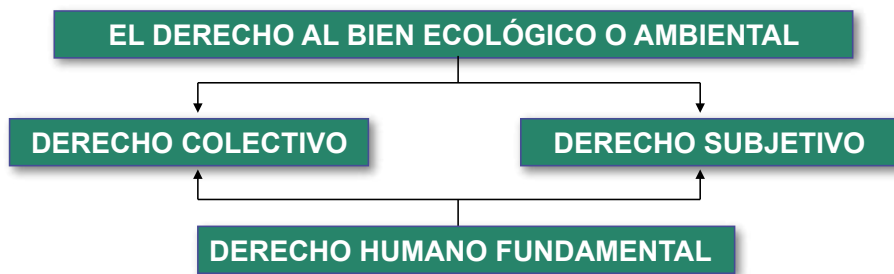 EL DERECHO AL BIEN ECOLÓGICO O AMBIENTAL
DERECHO COLECTIVO
DERECHO SUBJETIVO
DERECHO HUMANO FUNDAMENTAL